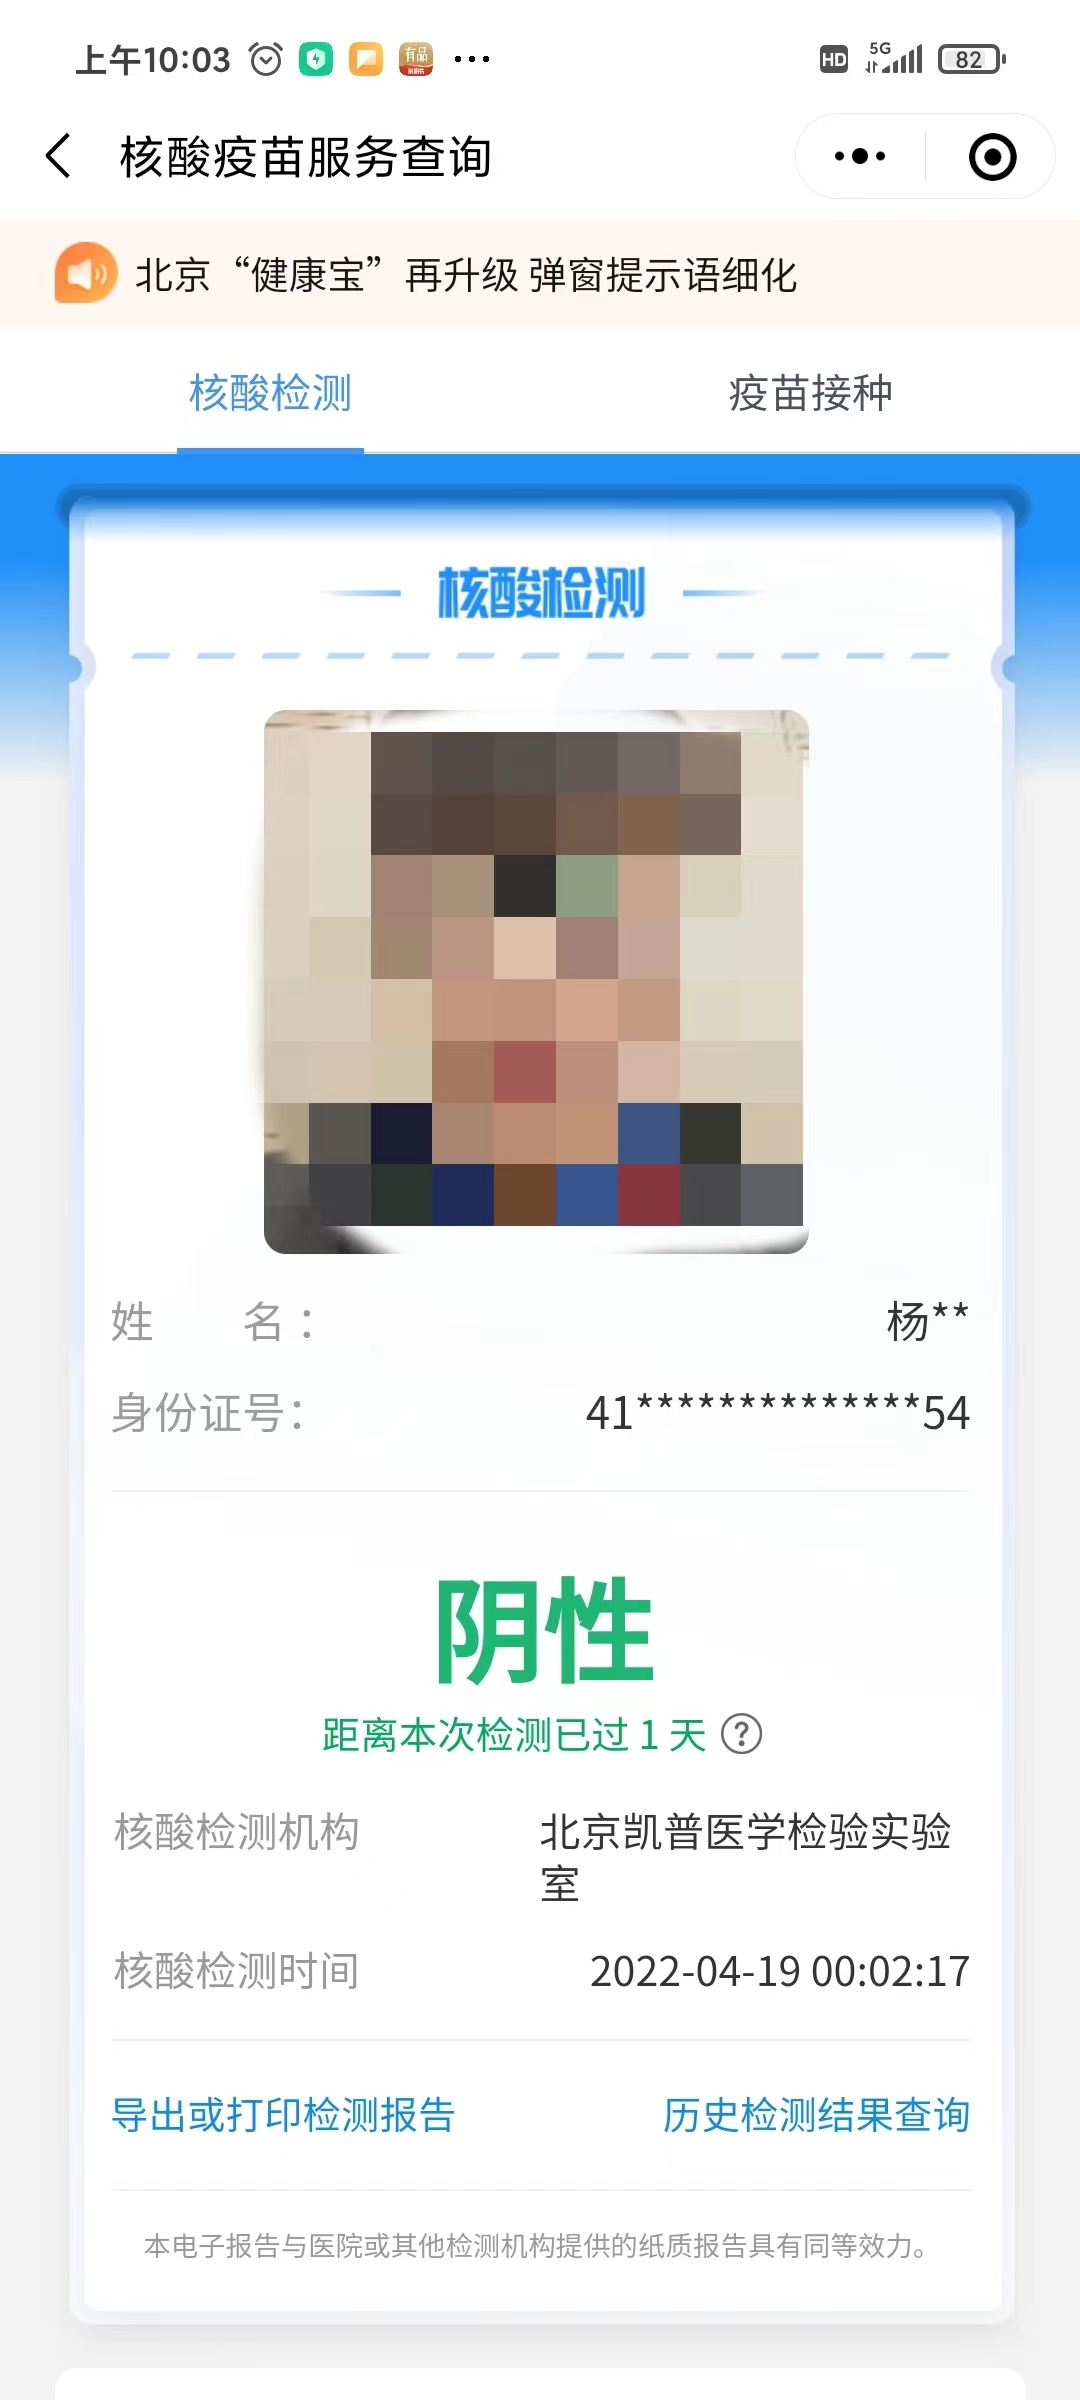 上午10:03
有品
HD 5G 82
核酸疫苗服务查询
北京“健康宝”再升级 弹窗提示语细化
核酸检测 疫苗接种
核酸检测
姓名： 杨**
身份证号： 41**************54
阴性
距离本次检测已过 1 天 ?
核酸检测机构 北京凯普医学检验实验
室
核酸检测时间 2022-04-19 00:02:17
导出或打印检测报告 历史检测结果查询
本电子报告与医院或其他检测机构提供的纸质报告具有同等效力。